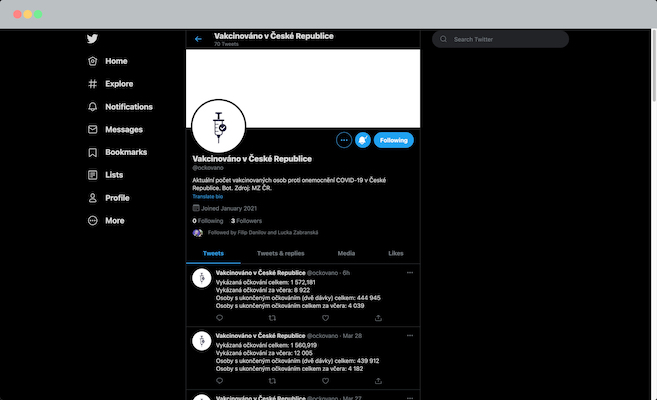 Vakcinováno v České Republice
70 Tweets
Search Twitter
Home
Explore
Notifications
Messages
Bookmarks
Lists
Profile
More
Following
Vakcinováno v České Republice
@ockovano
Aktuální počet vakcinovaných osob proti onemocnění COVID-19 v České
Republice, Bot, Zdroj: MZ ČR.
Translate bio
Joined January 2021
0 Following 3 Followers
Followed by Filip Danilov and Lucka Zabranská
Tweets Tweets & replies Media Likes
Vakcinováno v České Republice @ockovano · 6h
Vykázaná očkování celkem: 1 572,181
Vykázaná očkování za včera: 8 922
Osoby s ukončeným očkováním (dvě dávky) celkem: 444 945
Osoby s ukončeným očkováním celkem za včera: 4 039
Vakcinováno v České Republice @ockovano · Mar 28
Vykázaná očkování celkem: 1 560,919
Vykázaná očkování za včera: 12 005
Osoby s ukončeným očkováním (dvě dávky) celkem: 439 912
Osoby s ukončeným očkováním celkem za včera: 4 182
Vakcinováno v České Republice @ockovano · Mar 27